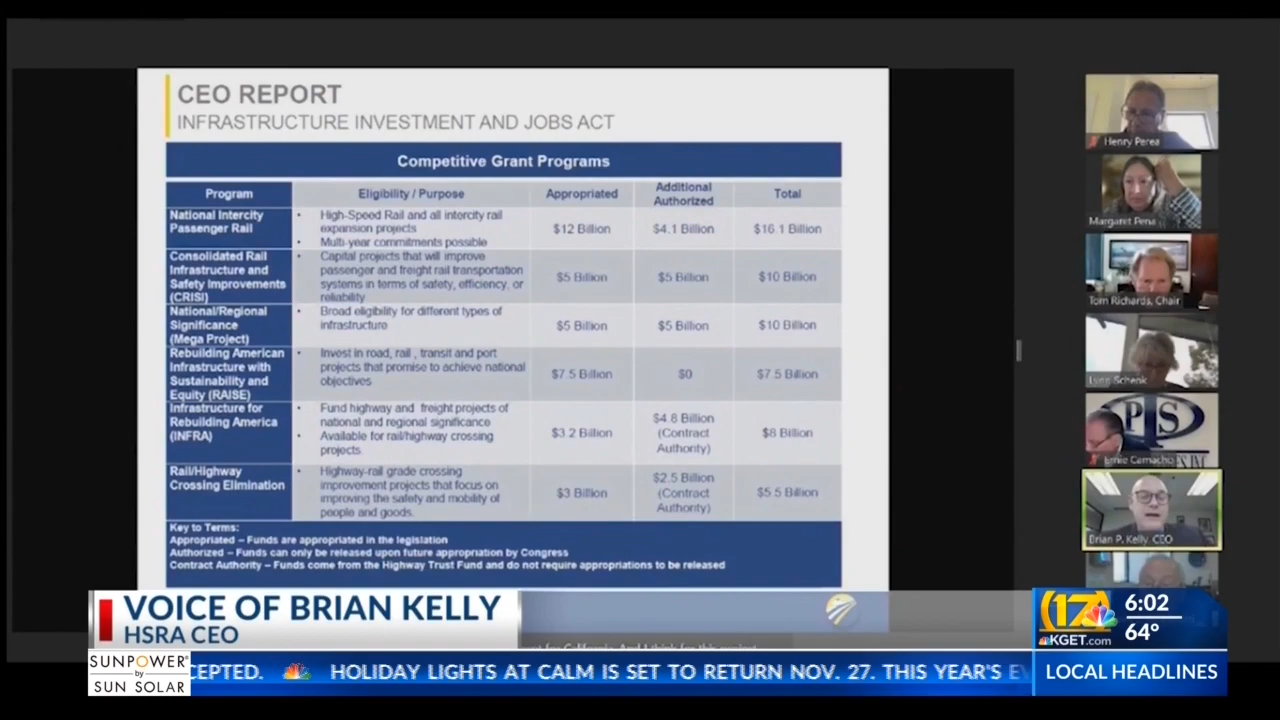 CEO REPORT
INFRASTRUCTURE INVESTMENT AND JOBS ACT
Competitive Grant Programs
Program
Eligibility / Purpose
Appropriated
Additional
Authorized
Total
National Intercity
Passenger Rail
• High-Speed Rail and all intercity rail
expansion projects
• Multi-year commitments possible
$12 Billion
$4.1 Billion
$16.1 Billion
Consolidated Rail
Infrastructure and
Safety Improvements
(CRISI)
• Capital projects that will improve
passenger and freight rail transportation
systems in terms of safety, efficiency, or
reliability
$5 Billion
$5 Billion
$10 Billion
National/Regional
Significance
(Mega Project)
• Broad eligibility for different types of
infrastructure
$5 Billion
$5 Billion
$10 Billion
Rebuilding American
Infrastructure with
Sustainability and
Equity (RAISE)
• Invest in road, rail , transit and port
projects that promise to achieve national
objectives
$7.5 Billion
$0
$7.5 Billion
Infrastructure for
Rebuilding America
(INFRA)
• Fund highway and freight projects of
national and regional significance
• Available for rail/highway crossing
projects
$3.2 Billion
$4.8 Billion
(Contract
Authority)
$8 Billion
Rail/Highway
Crossing Elimination
• Highway-rail grade crossing
improvement projects that focus on
improving the safety and mobility of
people and goods.
$3 Billion
$2.5 Billion
(Contract
Authority)
$5.5 Billion
Key to Terms:
Appropriated – Funds are appropriated in the legislation
Authorized – Funds can only be released upon future appropriation by Congress
Contract Authority – Funds come from the Highway Trust Fund and do not require appropriations to be released
Henry Perea
Margaret Pena
Tom Richards, Chair
Lynn Schenk
PTS
Ernie Camacho
Brian P. Kelly, CEO
VOICE OF BRIAN KELLY
HSRA CEO
17
KGET.com
6:02
64°
SUNPOWER®
by
SUN SOLAR
CEPTED. HOLIDAY LIGHTS AT CALM IS SET TO RETURN NOV. 27. THIS YEAR'S
LOCAL HEADLINES